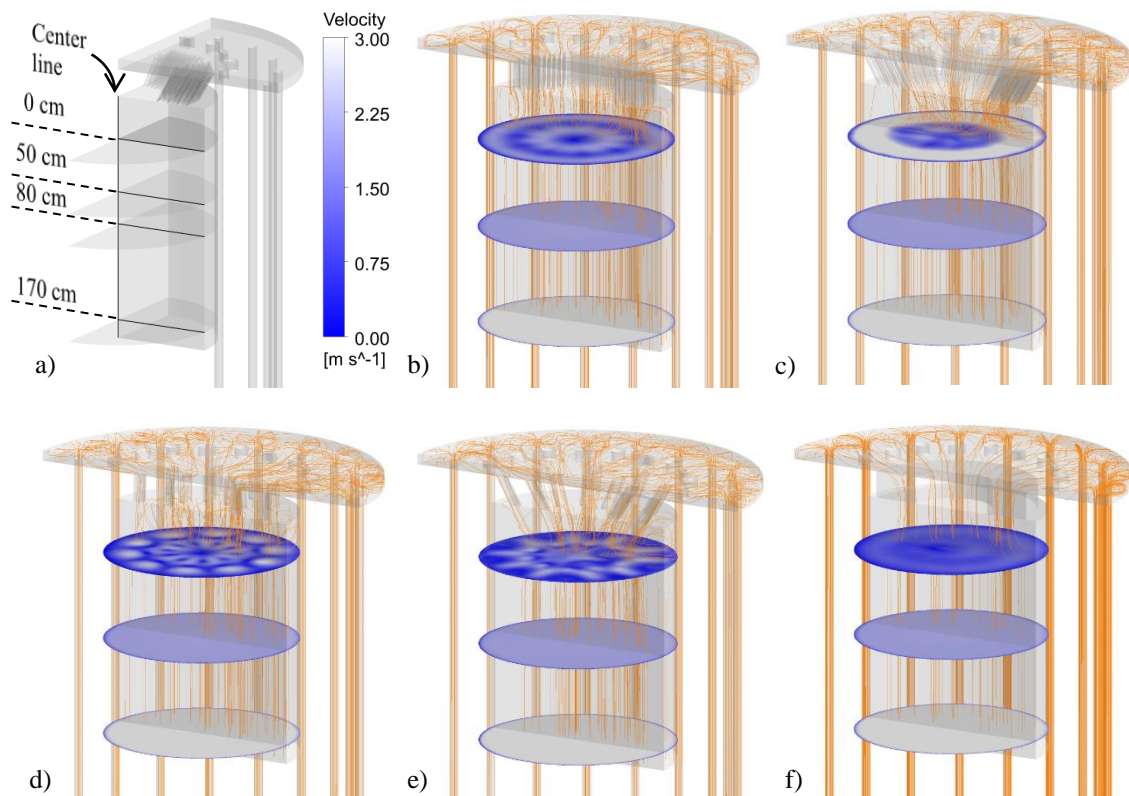 Center
line
0 cm
50 cm
80 cm
170 cm
a)
Velocity
3.00
2.25
1.50
0.75
0.00
[m s^-1]
b)
c)
d)
e)
f)